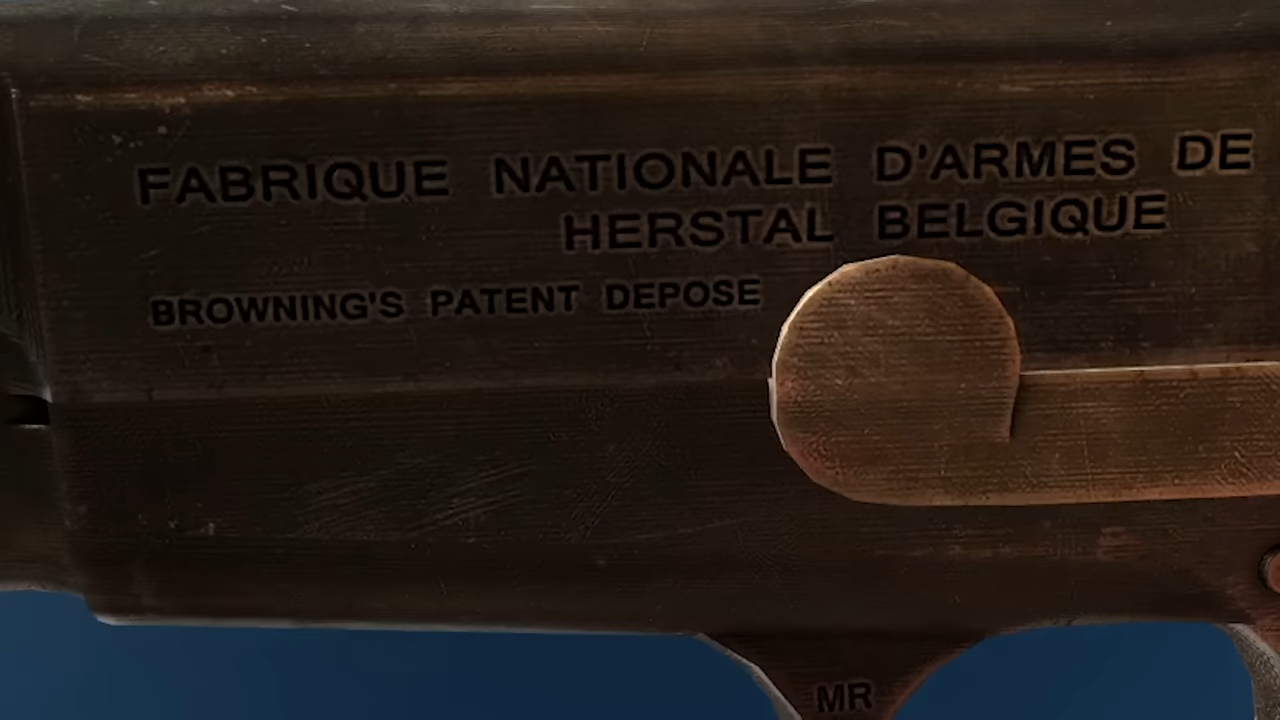 FABRIQUE NATIONALE D'ARMES DE
HERSTAL BELGIQUE
BROWNING'S PATENT DEPOSE
MR